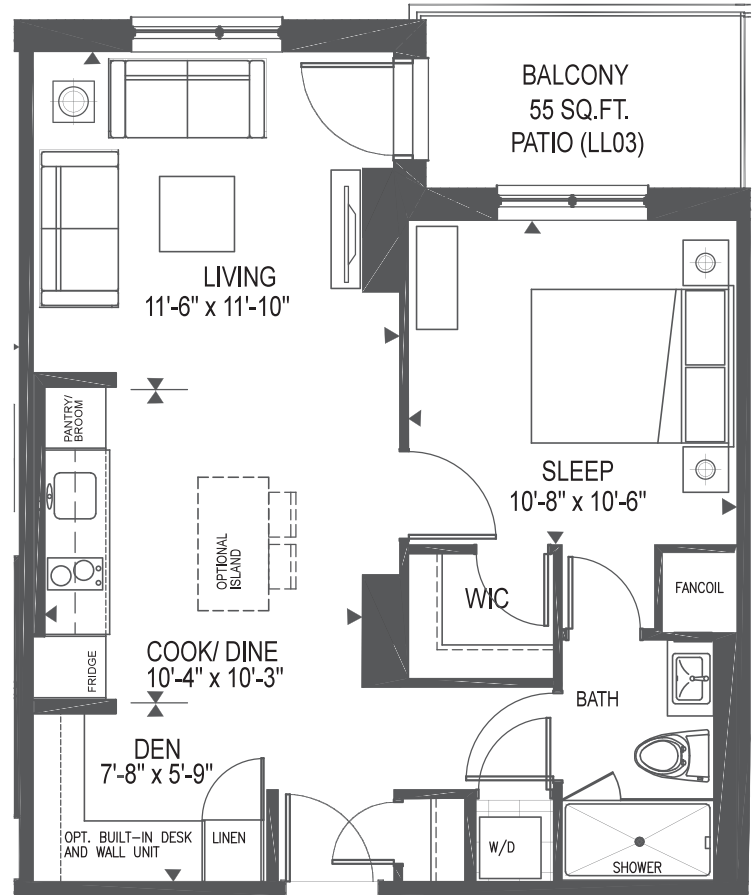 BALCONY
55 SQ.FT.
PATIO (LL03)
LIVING
11'-6" x 11'-10"
PANTRY/
BROOM
SLEEP
10'-8" x 10'-6"
OPTIONAL
ISLAND
WIC
FANCOIL
COOK/ DINE
10'-4" x 10'-3"
FRIDGE
BATH
DEN
7'-8" x 5'-9"
OPT. BUILT-IN DESK
AND WALL UNIT
LINEN
W/D
SHOWER